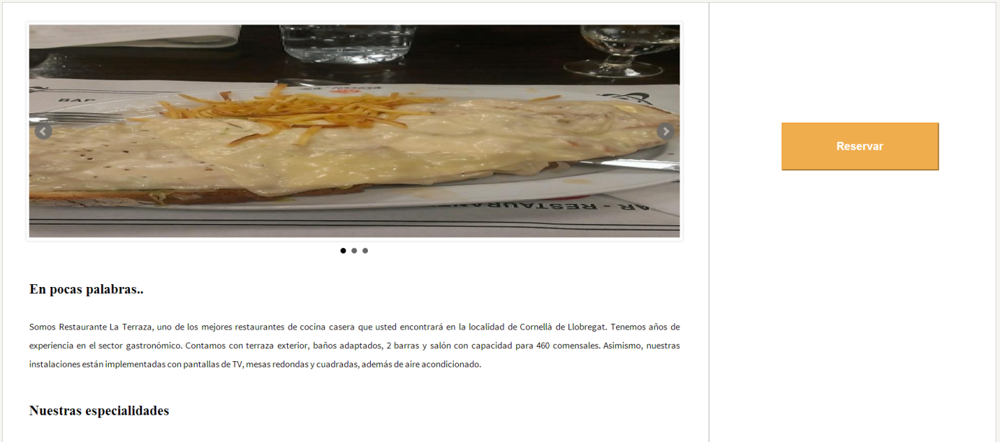 BAR
AR - RESTAURANT
Reservar
En pocas palabras..
Somos Restaurante La Terraza, uno de los mejores restaurantes de cocina casera que usted encontrará en la localidad de Cornellà de Llobregat. Tenemos años de
experiencia en el sector gastronómico. Contamos con terraza exterior, baños adaptados, 2 barras y salón con capacidad para 460 comensales. Asimismo, nuestras
instalaciones están implementadas con pantallas de TV, mesas redondas y cuadradas, además de aire acondicionado.
Nuestras especialidades